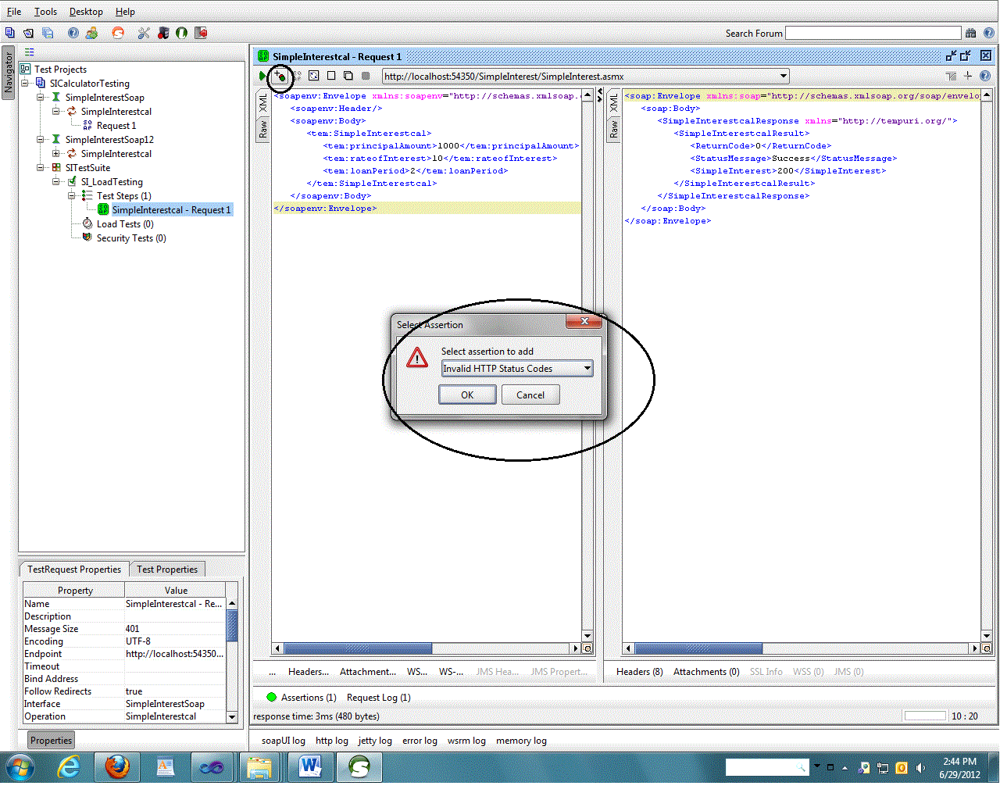 File Tools Desktop Help
Search Forum
Navigator
Test Projects
SICalculatorTesting
SimpleInterestSoap
SimpleInterestcal
Request 1
SimpleInterestSoap12
SimpleInterestcal
SITestSuite
SI_LoadTesting
Test Steps (1)
SimpleInterestcal - Request 1
Load Tests (0)
Security Tests (0)
SimpleInterestcal - Request 1
http://localhost:54350/SimpleInterest/SimpleInterest.asmx
XML
Raw
<soapenv:Envelope xmlns:soapenv="http://schemas.xmlsoap.
<soapenv:Header/>
<soapenv:Body>
<tem:SimpleInterestcal>
<tem:principalAmount>1000</tem:principalAmount>
<tem:rateofInterest>10</tem:rateofInterest>
<tem:loanPeriod>2</tem:loanPeriod>
</tem:SimpleInterestcal>
</soapenv:Body>
</soapenv:Envelope>
XML
Raw
<soap:Envelope xmlns:soap="http://schemas.xmlsoap.org/soap/envelo
<soap:Body>
<SimpleInterestcalResponse xmlns="http://tempuri.org/">
<SimpleInterestcalResult>
<ReturnCode>0</ReturnCode>
<StatusMessage>Success</StatusMessage>
<SimpleInterest>200</SimpleInterest>
</SimpleInterestcalResult>
</SimpleInterestcalResponse>
</soap:Body>
</soap:Envelope>
Select Assertion
Select assertion to add
Invalid HTTP Status Codes
OK Cancel
TestRequest Properties Test Properties
Property Value
Name SimpleInterestcal - Re...
Description
Message Size 401
Encoding UTF-8
Endpoint http://localhost:54350...
Timeout
Bind Address
Follow Redirects true
Interface SimpleInterestSoap
Operation SimpleInterestcal
Properties
... Headers... Attachment... WS... WS-... JMS Hea... JMS Propert...
Headers (8) Attachments (0) SSL Info WSS (0) JMS (0)
Assertions (1) Request Log (1)
response time: 3ms (480 bytes)
10 : 20
soapUI log http log jetty log error log wsrm log memory log
2:44 PM
6/29/2012